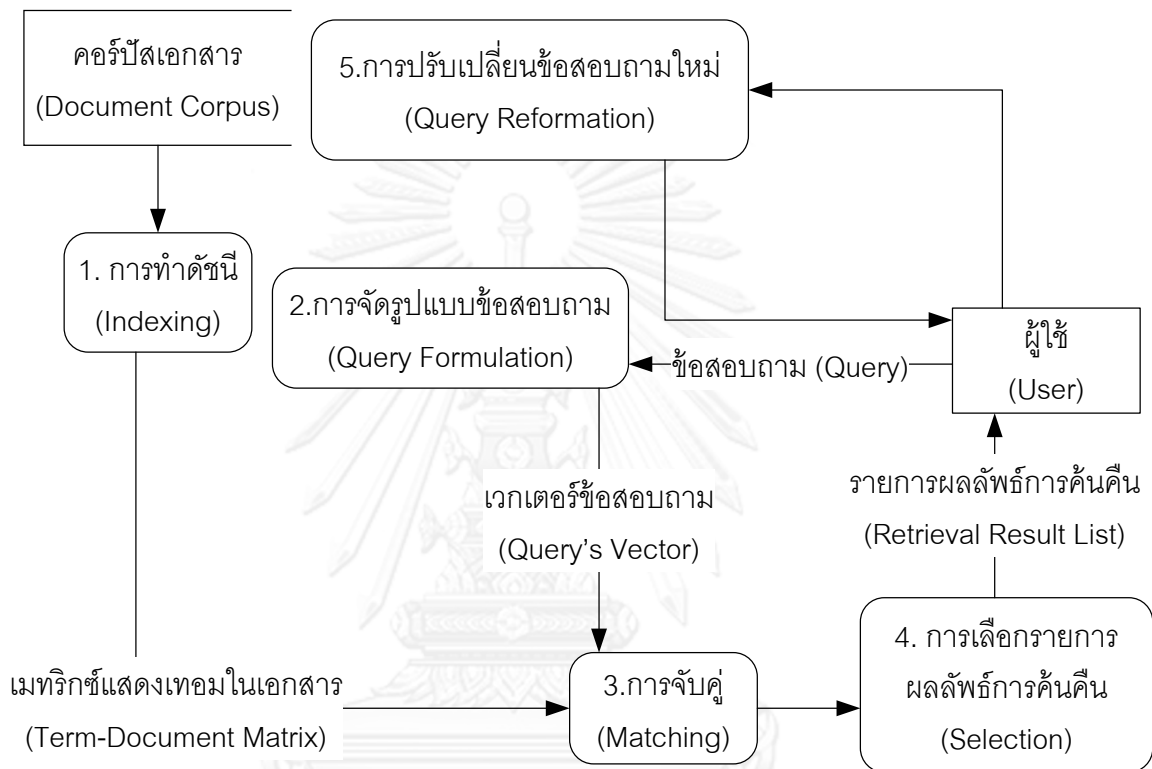 คอร์ปัสเอกสาร
(Document Corpus)
5.การปรับเปลี่ยนข้อสอบถามใหม่
(Query Reformation)
1. การทำดัชนี
(Indexing)
2.การจัดรูปแบบข้อสอบถาม
(Query Formulation)
ข้อสอบถาม (Query)
ผู้ใช้
(User)
เวกเตอร์ข้อสอบถาม
(Query's Vector)
รายการผลลัพธ์การค้นคืน
(Retrieval Result List)
เมทริกซ์แสดงเทอมในเอกสาร
(Term-Document Matrix)
3.การจับคู่
(Matching)
4. การเลือกรายการ
ผลลัพธ์การค้นคืน
(Selection)